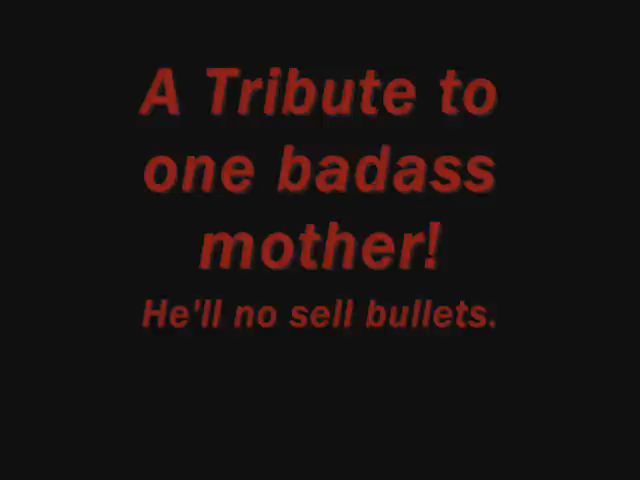 A Tribute to
one badass
mother!
He'll no sell bullets.